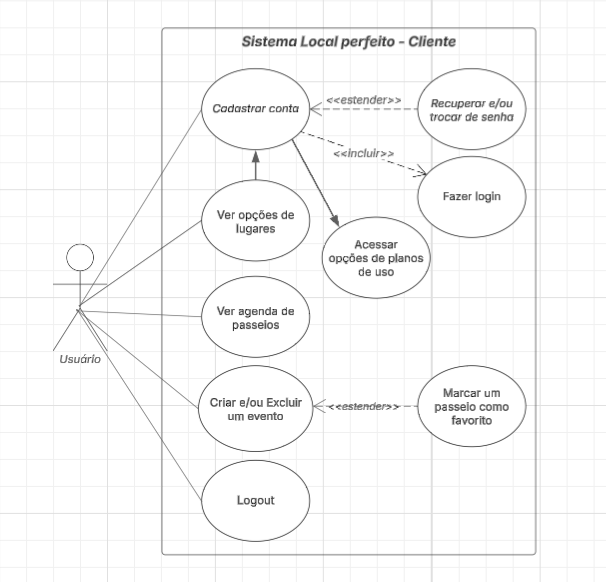 Sistema Local perfeito - Cliente
Cadastrar conta
<<estender>>
Recuperar e/ou
trocar de senha
<<incluir>>
Fazer login
Ver opções de
lugares
Acessar
opções de planos
de uso
Ver agenda de
passeios
Usuário
Criar e/ou Excluir
um evento
<<estender>>
Marcar um
passeio como
favorito
Logout